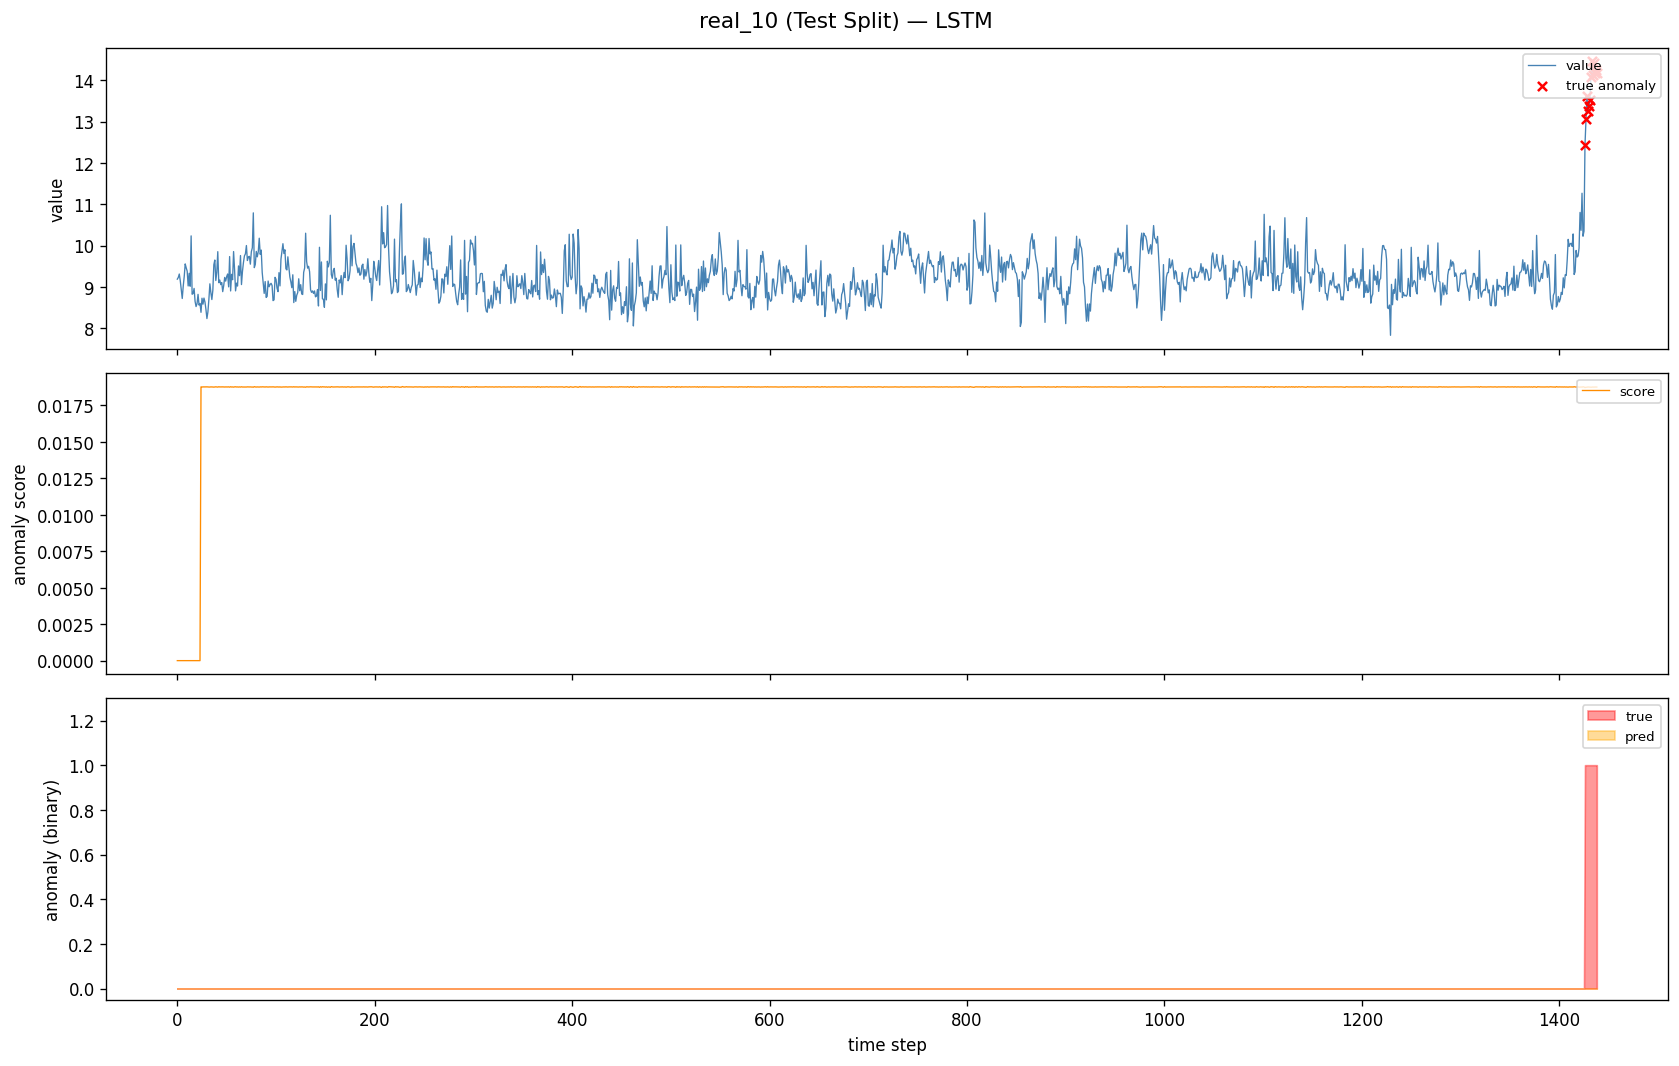 real_10 (Test Split) — LSTM
value
14
13
12
11
10
9
8
value
true anomaly
anomaly score
0.0175
0.0150
0.0125
0.0100
0.0075
0.0050
0.0025
0.0000
score
anomaly (binary)
1.2
1.0
0.8
0.6
0.4
0.2
0.0
true
pred
0 200 400 600 800 1000 1200 1400
time step